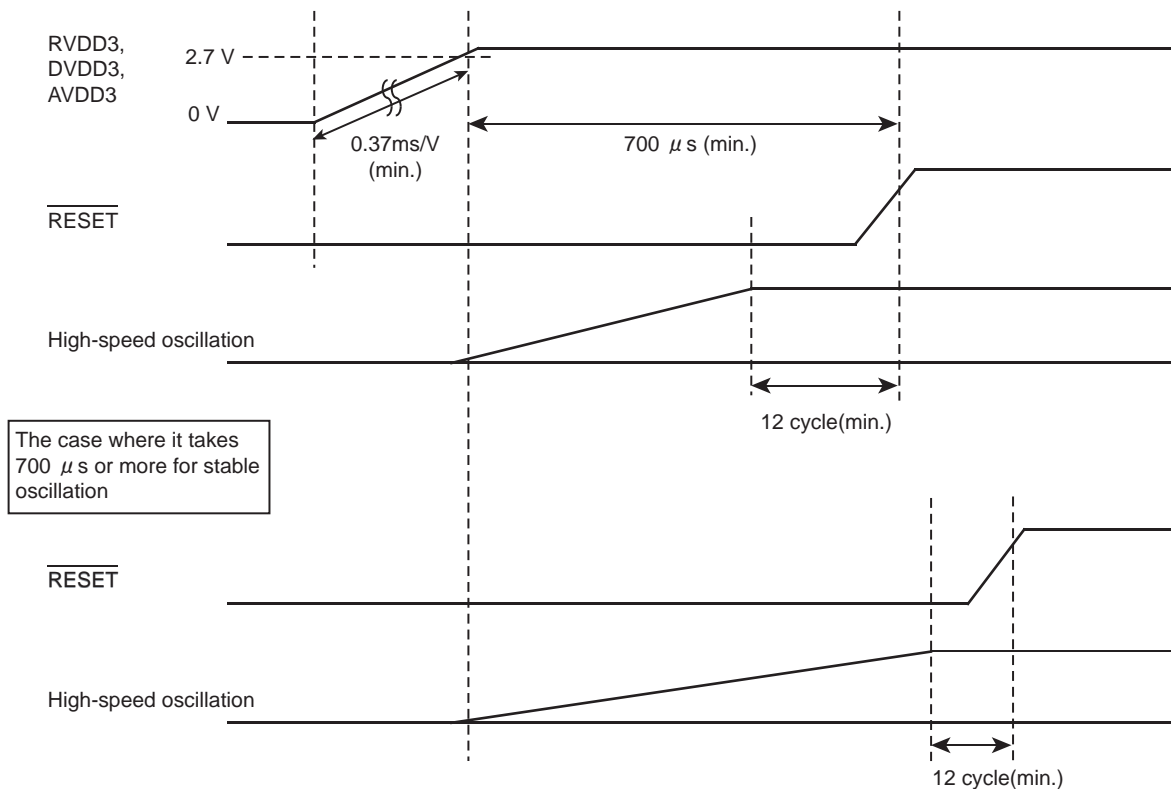 RVDD3,
DVDD3,
AVDD3
2.7 V
0 V
0.37ms/V
(min.)
700 μs (min.)
RESET
High-speed oscillation
12 cycle(min.)
The case where it takes
700 μs or more for stable
oscillation
RESET
High-speed oscillation
12 cycle(min.)